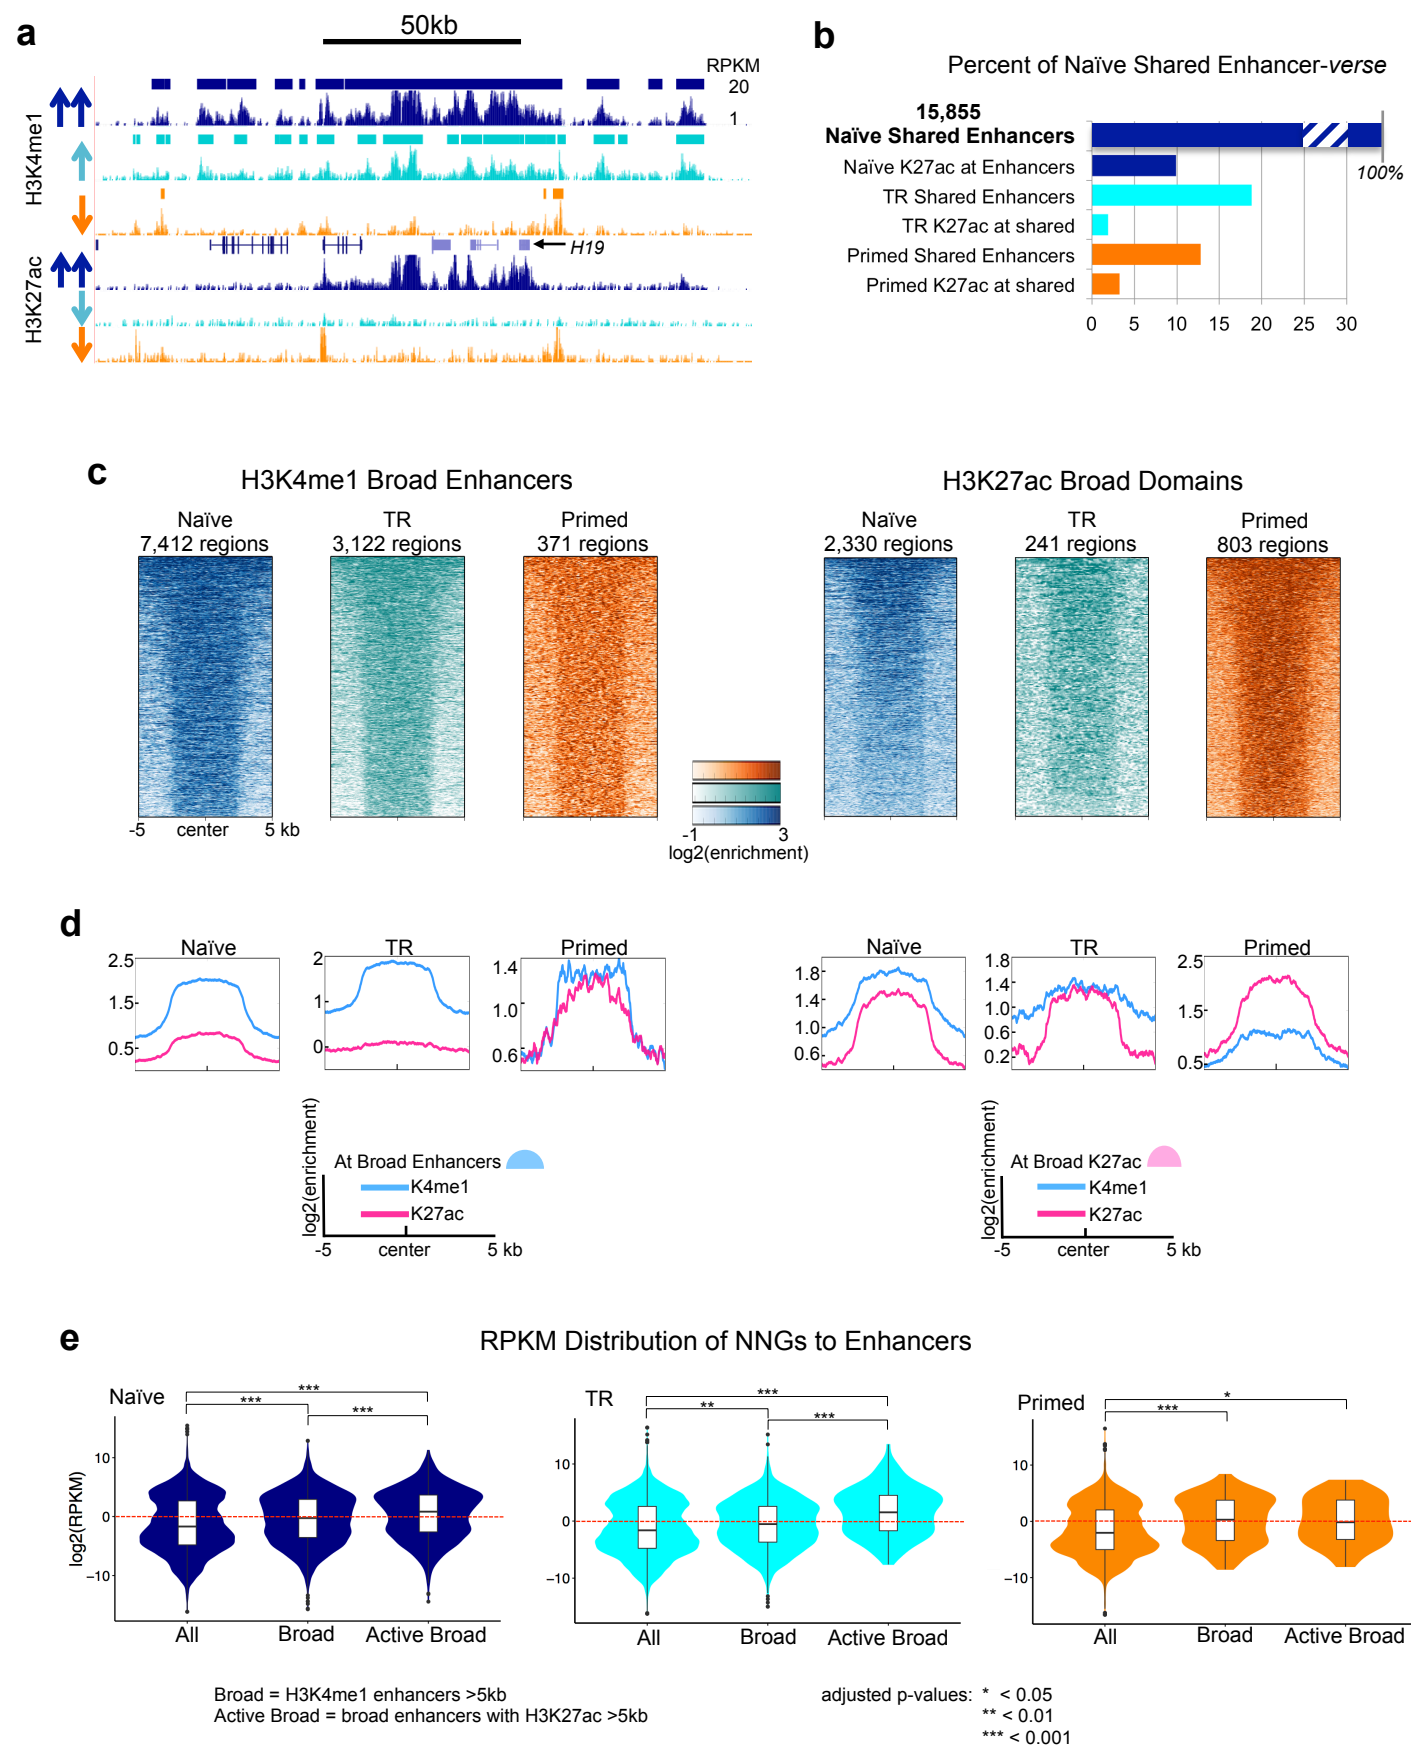 a
50kb
RPKM
20
1
H3K4me1
H19
H3K27ac
b
Percent of Naïve Shared Enhancer-verse
15,855
Naïve Shared Enhancers
Naïve K27ac at Enhancers
100%
TR Shared Enhancers
TR K27ac at shared
Primed Shared Enhancers
Primed K27ac at shared
0 5 10 15 20 25 30
c
H3K4me1 Broad Enhancers
H3K27ac Broad Domains
Naïve TR Primed Naïve TR Primed
7,412 regions 3,122 regions 371 regions 2,330 regions 241 regions 803 regions
-5 center 5 kb
-1 3
log2(enrichment)
d
Naïve TR Primed Naïve TR Primed
2.5
1.5
0.5
2
1
0
1.4
1.0
0.6
1.8
1.4
1.0
0.6
1.8
1.4
1.0
0.6
0.2
2.5
1.5
0.5
log2(enrichment)
At Broad Enhancers
K4me1
K27ac
-5 center 5 kb
log2(enrichment)
At Broad K27ac
K4me1
K27ac
-5 center 5 kb
e
RPKM Distribution of NNGs to Enhancers
Naïve
***
***
***
log2(RPKM)
10
0
−10
All Broad Active Broad
TR
***
**
***
10
0
−10
All Broad Active Broad
Primed
*
***
10
0
−10
All Broad Active Broad
Broad = H3K4me1 enhancers >5kb
Active Broad = broad enhancers with H3K27ac >5kb
adjusted p-values: * < 0.05
** < 0.01
*** < 0.001